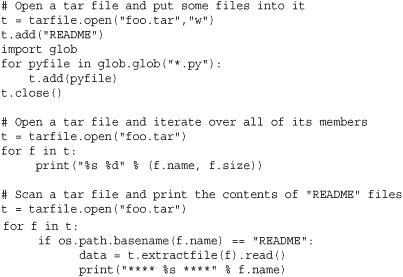 # Open a tar file and put some files into it
t = tarfile.open("foo.tar","w")
t.add("README")
import glob
for pyfile in glob.glob("*.py"):
    t.add(pyfile)
t.close()

# Open a tar file and iterate over all of its members
t = tarfile.open("foo.tar")
for f in t:
     print("%s %d" % (f.name, f.size))

# Scan a tar file and print the contents of "README" files
t = tarfile.open("foo.tar")
for f in t:
     if os.path.basename(f.name) == "README":
          data = t.extractfile(f).read()
          print("**** %s ****" % f.name)